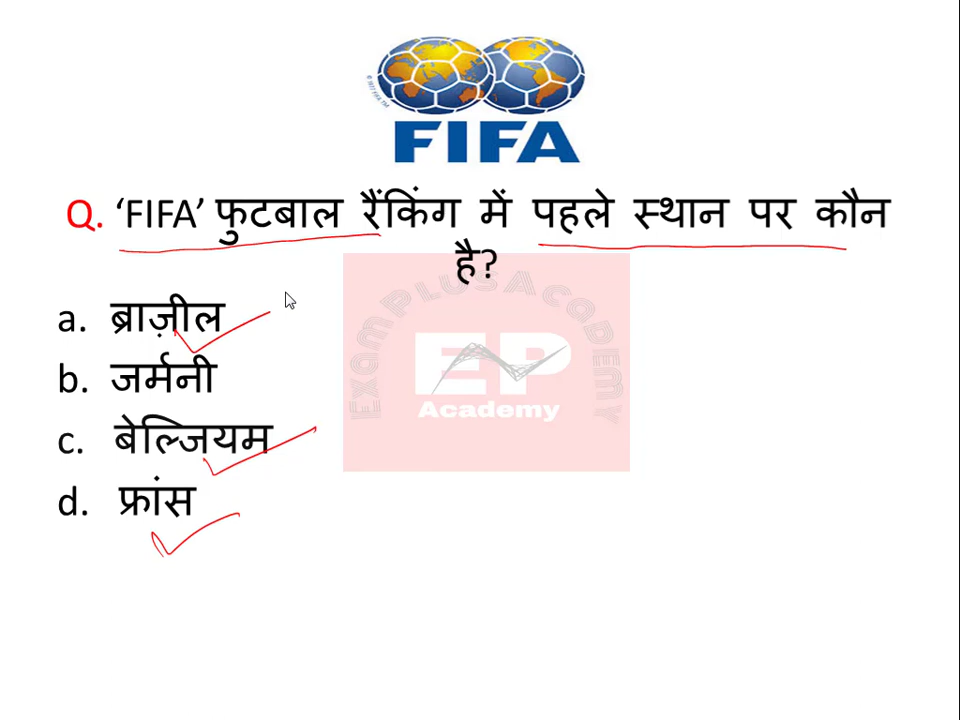 FIFA
Q. ‘FIFA’ फुटबाल रैंकिंग में पहले स्थान पर कौन
है?
a. ब्राज़ील
b. जर्मनी
c. बेल्जियम
d. फ्रांस
EXAM PLUS ACADEMY
EP
Academy